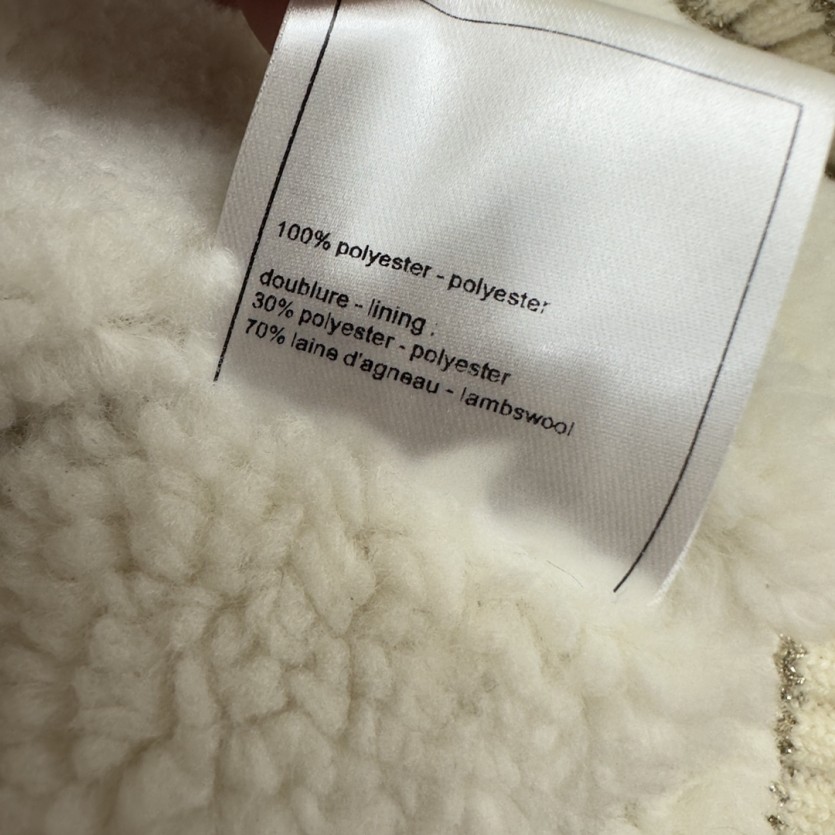 100% polyester - polyester
doublure - lining :
30% polyester - polyester
70% laine d'agneau - lambswool